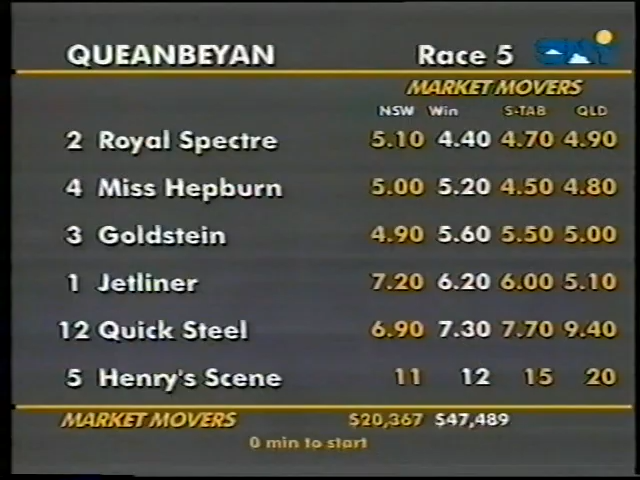 QUEANBEYAN Race 5 SKY
MARKET MOVERS
NSW Win S-TAB QLD
2 Royal Spectre 5.10 4.40 4.70 4.90
4 Miss Hepburn 5.00 5.20 4.50 4.80
3 Goldstein 4.90 5.60 5.50 5.00
1 Jetliner 7.20 6.20 6.00 5.10
12 Quick Steel 6.90 7.30 7.70 9.40
5 Henry's Scene 11 12 15 20
MARKET MOVERS $20,367 $47,489
0 min to start